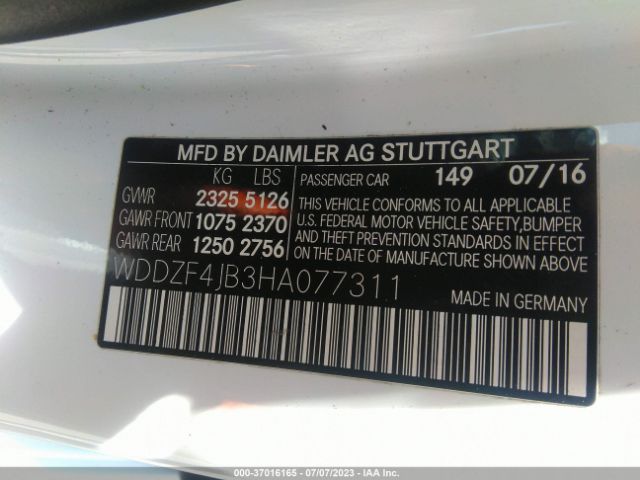 MFD BY DAIMLER AG STUTTGART
KG LBS
GVWR 2325 5126
GAWR FRONT 1075 2370
GAWR REAR 1250 2756
PASSENGER CAR 149 07/16
THIS VEHICLE CONFORMS TO ALL APPLICABLE
U.S. FEDERAL MOTOR VEHICLE SAFETY, BUMPER
AND THEFT PREVENTION STANDARDS IN EFFECT
ON THE DATE OF MANUFACTURE SHOWN ABOVE.
WDDZF4JB3HA077311
MADE IN GERMANY
000-37016165 - 07/07/2023 - IAA Inc.